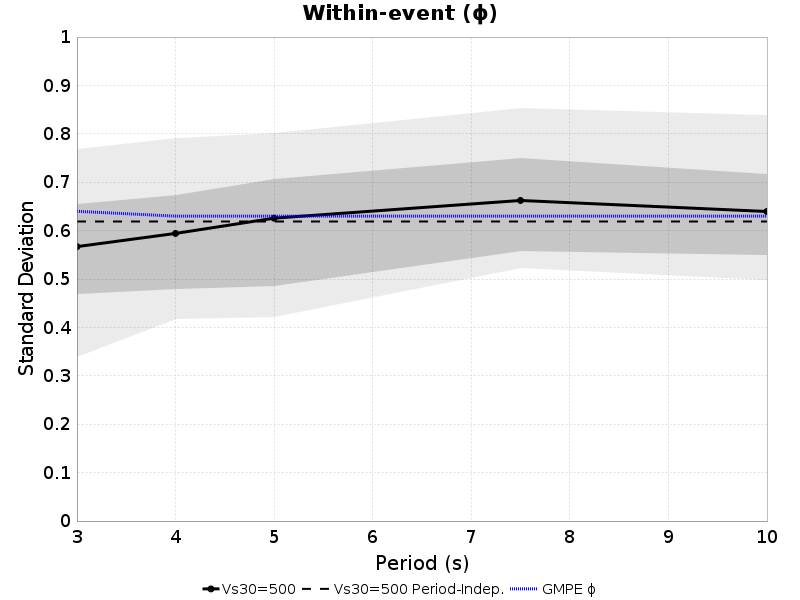 Within-event (ϕ)
1
0.9
0.8
0.7
0.6
0.5
0.4
0.3
0.2
0.1
0
Standard Deviation
3 4 5 6 7 8 9 10
Period (s)
Vs30=500 Vs30=500 Period-Indep. GMPE ϕ